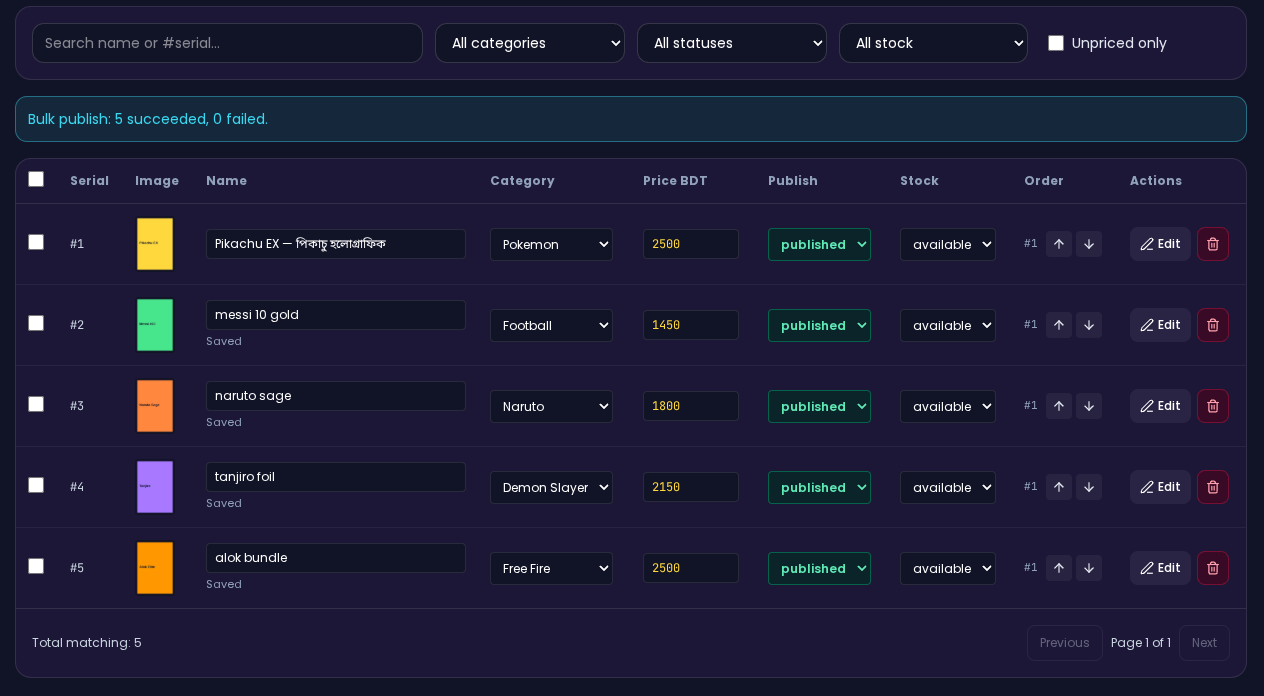 Search name or #serial...
All categories
All statuses
All stock
Unpriced only
Bulk publish: 5 succeeded, 0 failed.
Serial Image Name Category Price BDT Publish Stock Order Actions
#1 Pikachu EX Pikachu EX — পিকাচু হলোগ্রাফিক Pokemon 2500 published available #1 Edit
#2 messi 10 gold Football 1450 published available #1 Edit
Saved
#3 naruto sage Naruto 1800 published available #1 Edit
Saved
#4 tanjiro foil Demon Slayer 2150 published available #1 Edit
Saved
#5 alok bundle Free Fire 2500 published available #1 Edit
Saved
Total matching: 5
Previous Page 1 of 1 Next